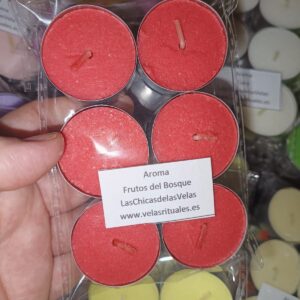 Aroma
Frutos del Bosque
LasChicasdelasVelas
www.velasrituales.es